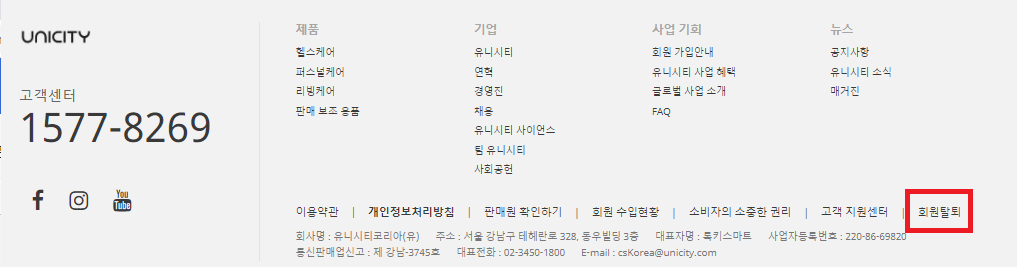 UNICITY
고객센터
1577-8269
You
Tube
제품
헬스케어
퍼스널케어
리빙케어
판매 보조 용품
기업
유니시티
연혁
경영진
채용
유니시티 사이언스
팀 유니시티
사회공헌
사업 기회
회원 가입안내
유니시티 사업 혜택
글로벌 사업 소개
FAQ
뉴스
공지사항
유니시티 소식
매거진
이용약관 | 개인정보처리방침 | 판매원 확인하기 | 회원 수입현황 | 소비자의 소중한 권리 | 고객 지원센터 | 회원탈퇴
회사명 : 유니시티코리아(유) 주소 : 서울 강남구 테헤란로 328, 동우빌딩 3층 대표자명 : 톡키스마트 사업자등록번호 : 220-86-69820
통신판매업신고 : 제 강남-3745호 대표전화 : 02-3450-1800 E-mail : csKorea@unicity.com